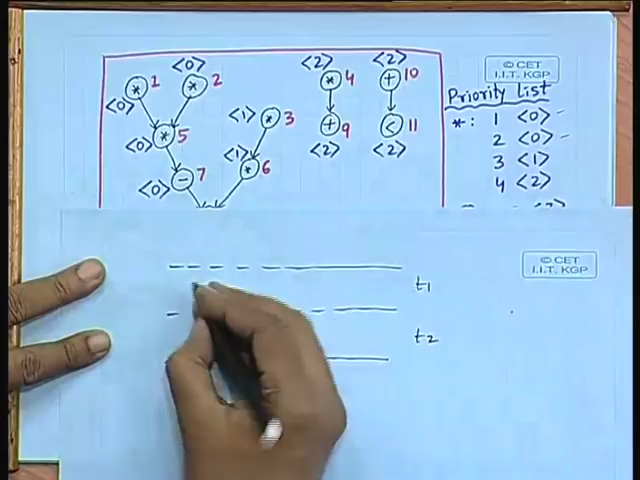 <0> <2> <2>
* 1 * 2 * 4 + 10
<0> <1> * 3
<0> * 5 + 9 < 11
<1> <2> <2>
<0> - 7 * 6
© CET
I.I.T. KGP
Priority List
*: 1 <0>
2 <0>
3 <1>
4 <2>
© CET
I.I.T. KGP
t1
t2